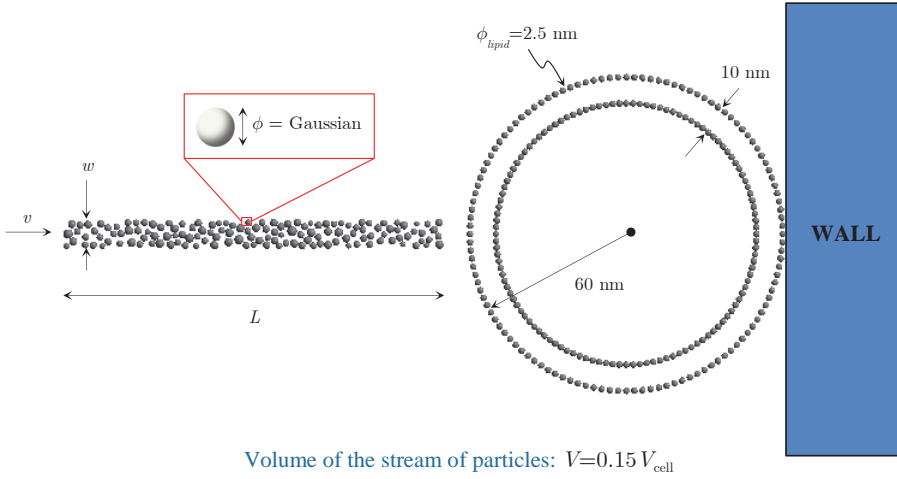 ϕ_lipid=2.5 nm
10 nm
ϕ = Gaussian
w
v
WALL
60 nm
L
Volume of the stream of particles: V=0.15 V_cell